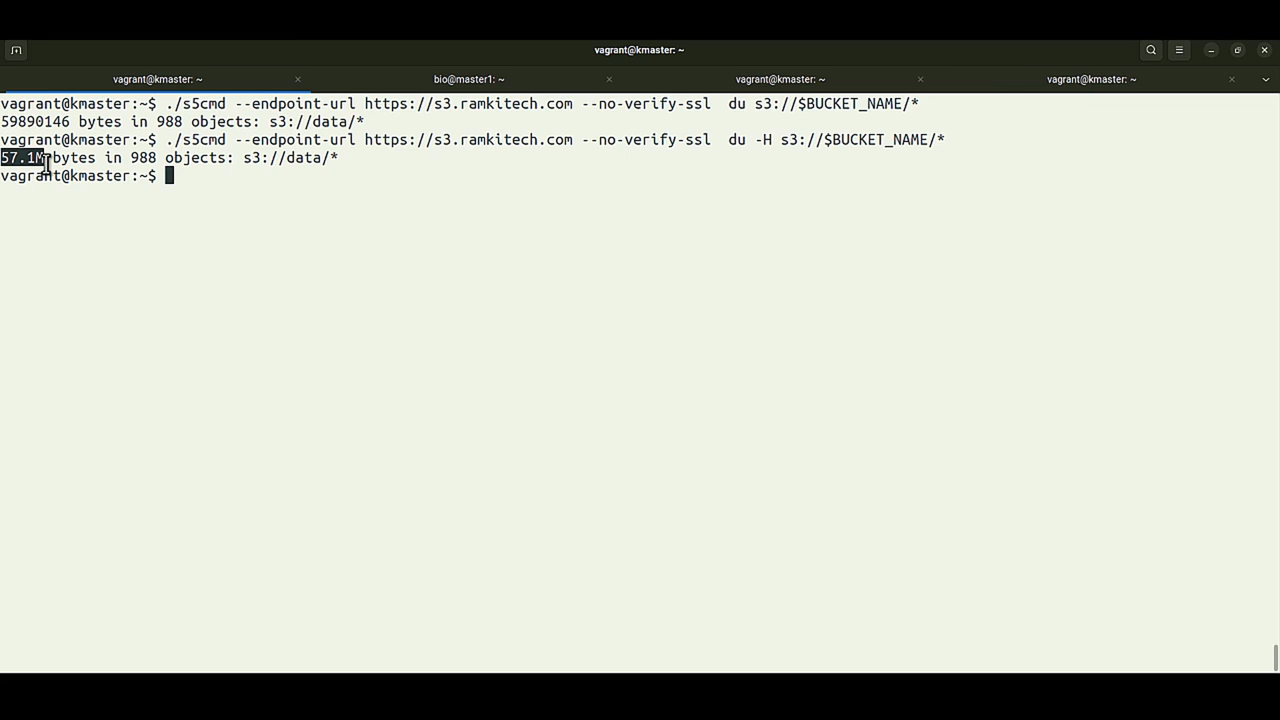 vagrant@kmaster: ~
vagrant@kmaster: ~ bio@master1: ~ vagrant@kmaster: ~ vagrant@kmaster: ~
vagrant@kmaster:~$ ./s5cmd --endpoint-url https://s3.ramkitech.com --no-verify-ssl  du s3://$BUCKET_NAME/*
59890146 bytes in 988 objects: s3://data/*
vagrant@kmaster:~$ ./s5cmd --endpoint-url https://s3.ramkitech.com --no-verify-ssl  du -H s3://$BUCKET_NAME/*
57.1M bytes in 988 objects: s3://data/*
vagrant@kmaster:~$